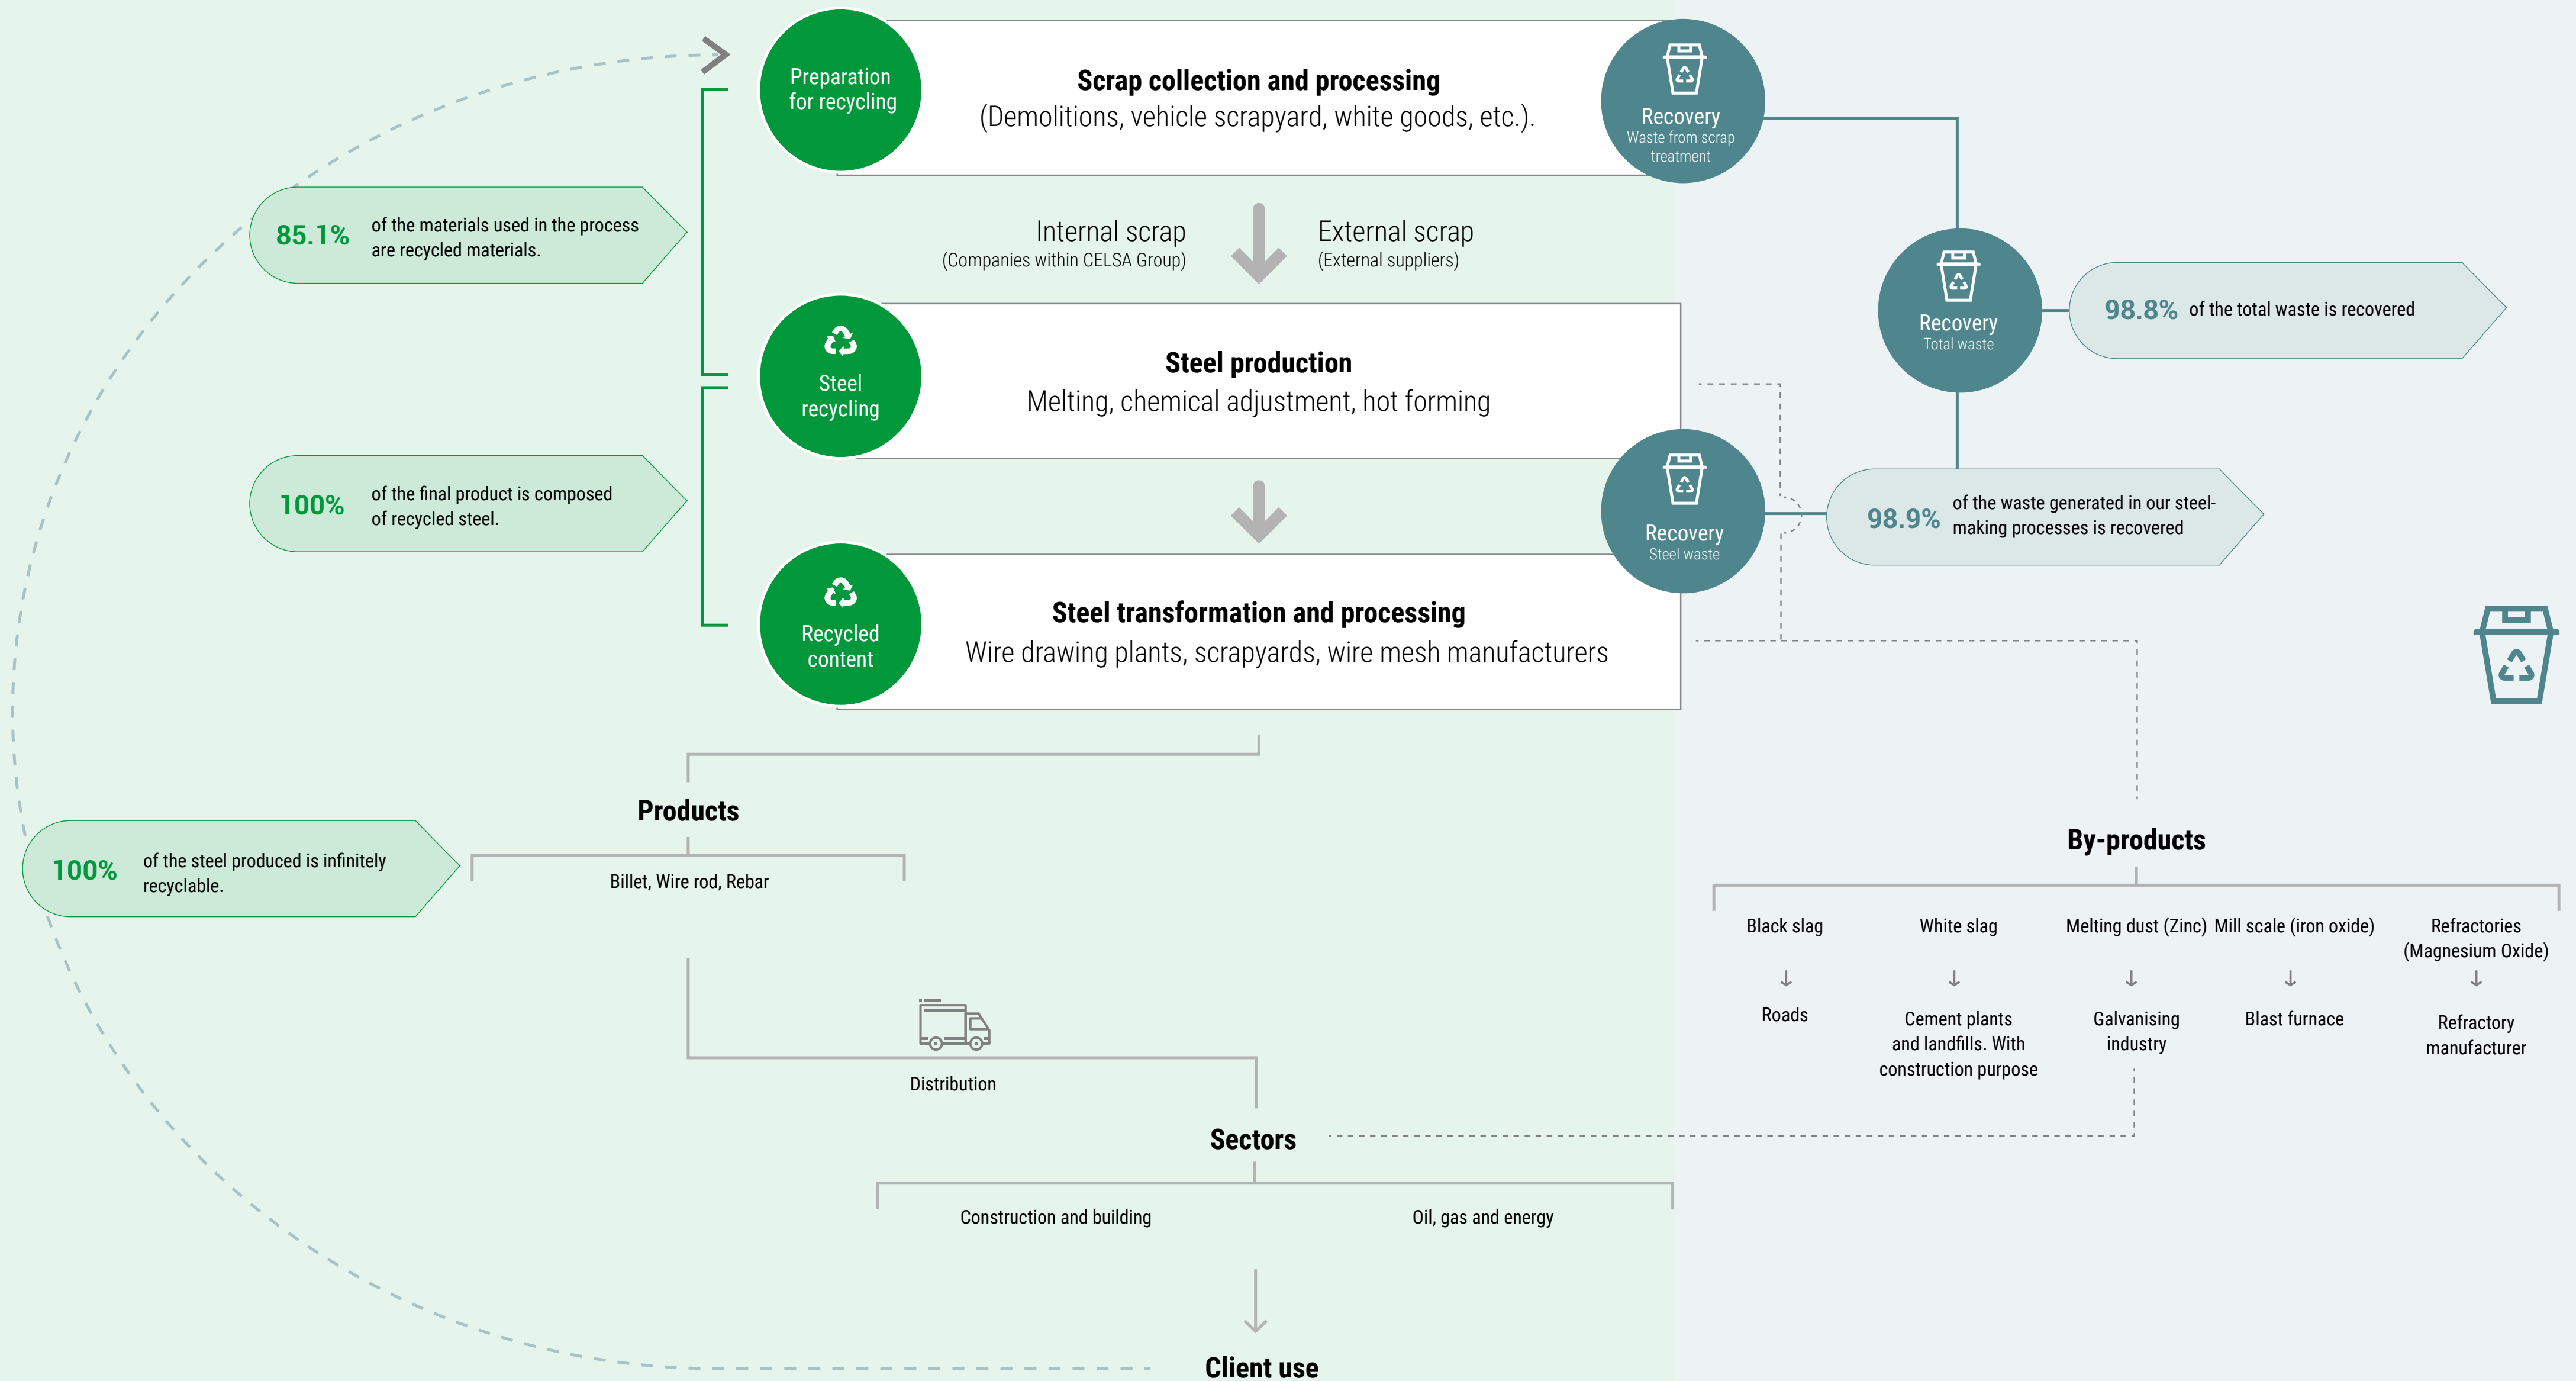 Preparation
for recycling
Scrap collection and processing
(Demolitions, vehicle scrapyard, white goods, etc.).
Recovery
Waste from scrap
treatment
85.1%
of the materials used in the process
are recycled materials.
Internal scrap
(Companies within CELSA Group)
External scrap
(External suppliers)
Recovery
Total waste
98.8%
of the total waste is recovered
Steel
recycling
Steel production
Melting, chemical adjustment, hot forming
100%
of the final product is composed
of recycled steel.
Recovery
Steel waste
98.9%
of the waste generated in our steel-
making processes is recovered
Recycled
content
Steel transformation and processing
Wire drawing plants, scrapyards, wire mesh manufacturers
Products
100%
of the steel produced is infinitely
recyclable.
Billet, Wire rod, Rebar
By-products
Black slag
White slag
Melting dust (Zinc)
Mill scale (iron oxide)
Refractories
(Magnesium Oxide)
Roads
Cement plants
and landfills. With
construction purpose
Galvanising
industry
Blast furnace
Refractory
manufacturer
Distribution
Sectors
Construction and building
Oil, gas and energy
Client use